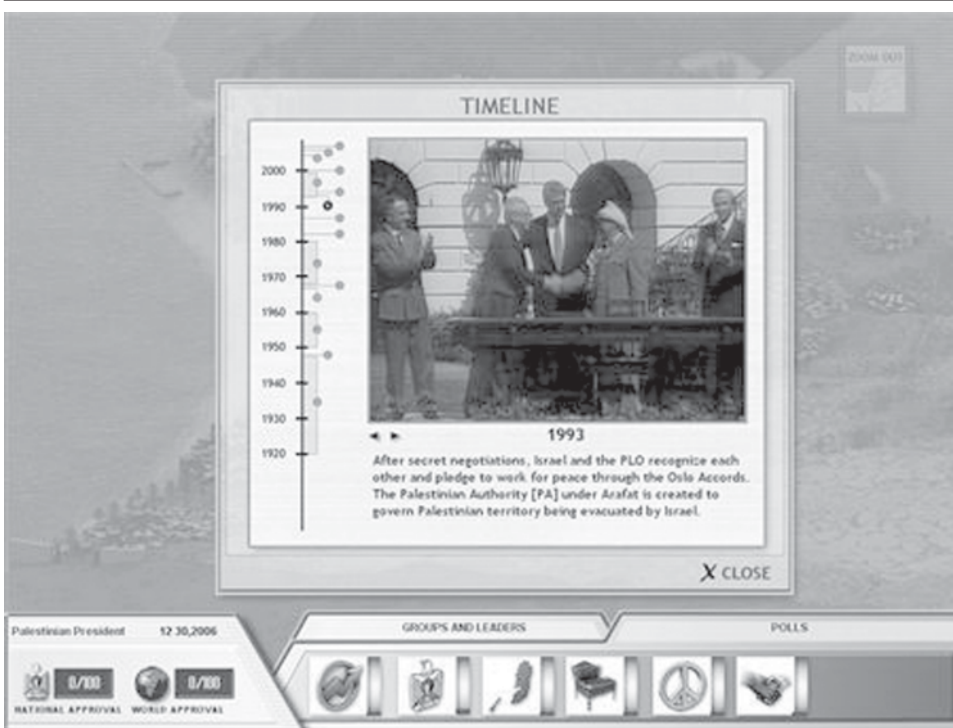 ZOOM OUT
TIMELINE
2000
1990
1980
1970
1960
1950
1940
1930
1920
1993
After secret negotiations, Israel and the PLO recognize each
other and pledge to work for peace through the Oslo Accords.
The Palestinian Authority [PA] under Arafat is created to
govern Palestinian territory being evacuated by Israel.
X CLOSE
Palestinian President 12 30,2006
GROUPS AND LEADERS
POLLS
0/100
0/100
NATIONAL APPROVAL WORLD APPROVAL